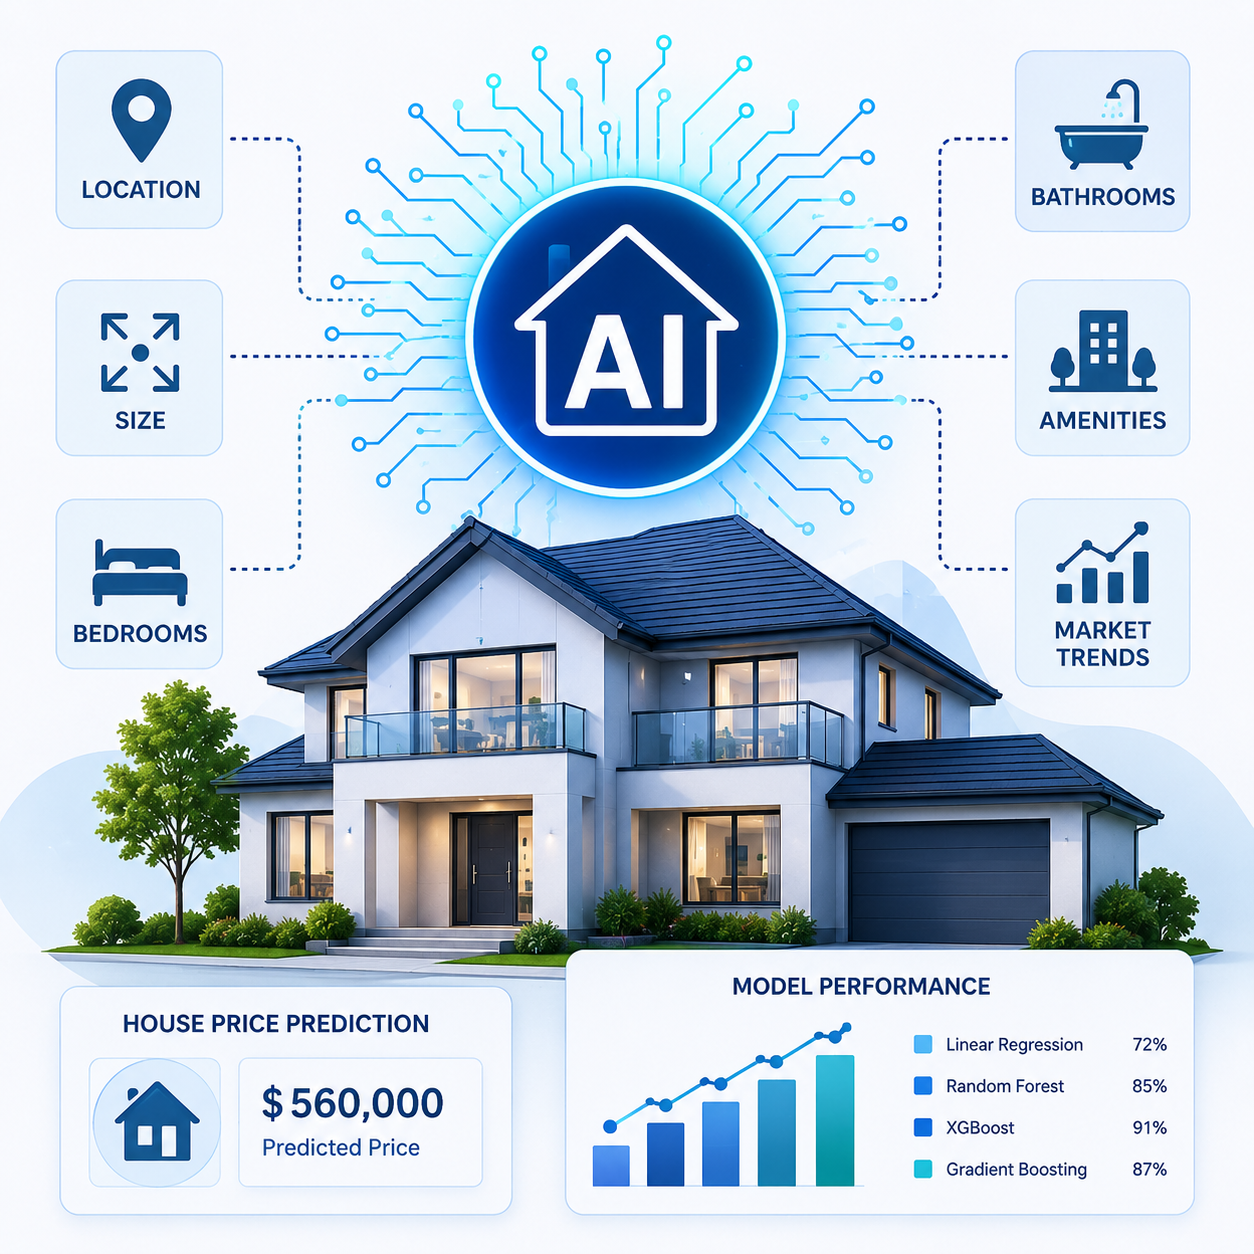 LOCATION
SIZE
BEDROOMS
AI
BATHROOMS
AMENITIES
MARKET
TRENDS
HOUSE PRICE PREDICTION
$560,000
Predicted Price
MODEL PERFORMANCE
Linear Regression 72%
Random Forest 85%
XGBoost 91%
Gradient Boosting 87%